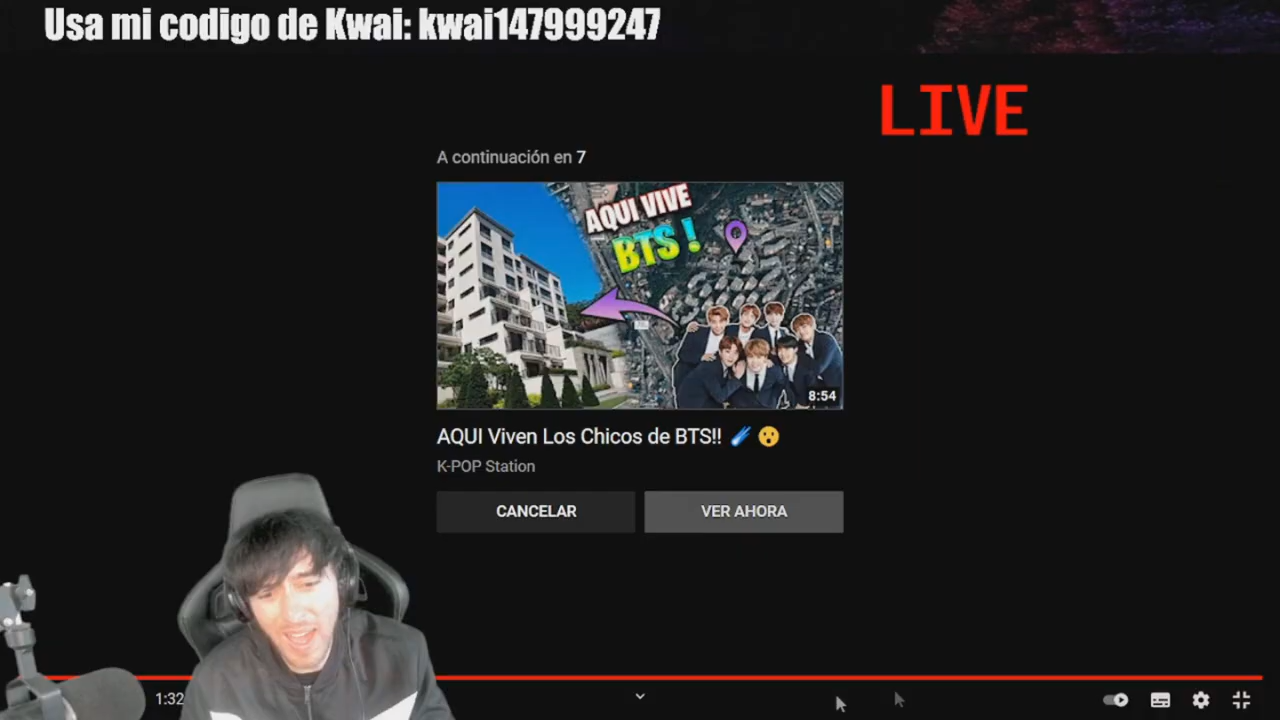 Usa mi codigo de Kwai: kwai147999247
LIVE
A continuación en 7
AQUI VIVE
BTS !
8:54
AQUI Viven Los Chicos de BTS!! ☄️ 😮
K-POP Station
CANCELAR
VER AHORA
1:32